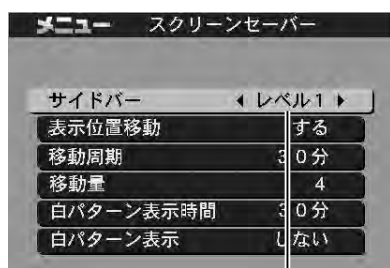 メニュー スクリーンセーバー
サイドバー レベル1
表示位置移動 する
移動周期 30分
移動量 4
白パターン表示時間 30分
白パターン表示 しない